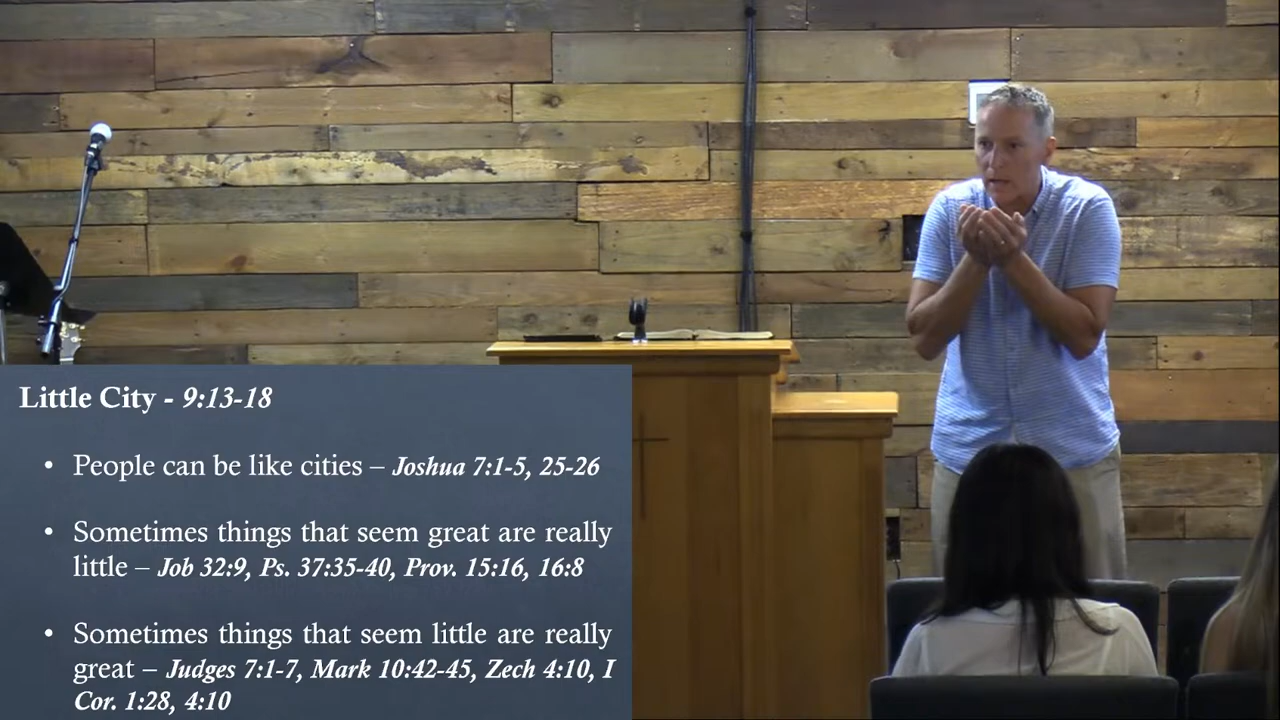 Little City - 9:13-18
• People can be like cities – Joshua 7:1-5, 25-26
• Sometimes things that seem great are really
little – Job 32:9, Ps. 37:35-40, Prov. 15:16, 16:8
• Sometimes things that seem little are really
great – Judges 7:1-7, Mark 10:42-45, Zech 4:10, I
Cor. 1:28, 4:10